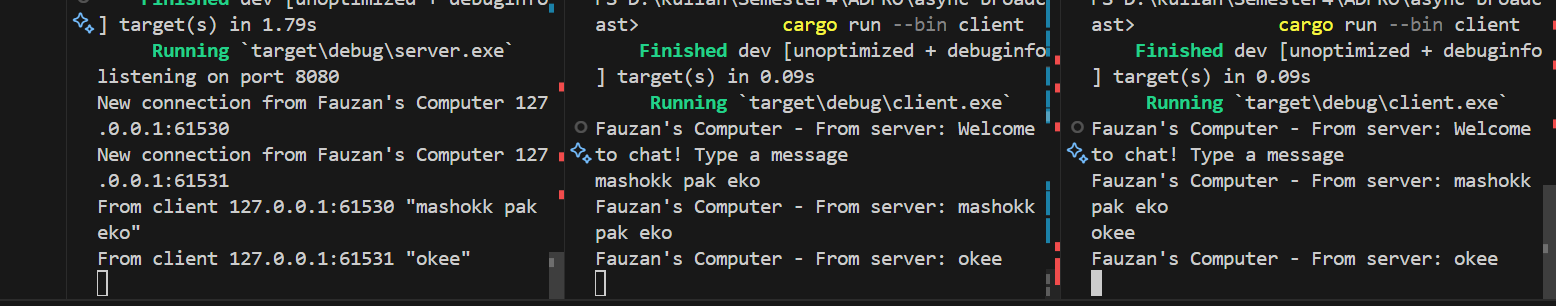 Finished dev [unoptimized + debuginfo
] target(s) in 1.79s
Running `target\debug\server.exe`
listening on port 8080
New connection from Fauzan's Computer 127
.0.0.1:61530
New connection from Fauzan's Computer 127
.0.0.1:61531
From client 127.0.0.1:61530 "mashokk pak
eko"
From client 127.0.0.1:61531 "okee"
PS D:\Kuliah\Semester4\ADPRO\async broadc
ast> cargo run --bin client
Finished dev [unoptimized + debuginfo
] target(s) in 0.09s
Running `target\debug\client.exe`
Fauzan's Computer - From server: Welcome
to chat! Type a message
mashokk pak eko
Fauzan's Computer - From server: mashokk
pak eko
Fauzan's Computer - From server: okee
PS D:\Kuliah\Semester4\ADPRO\async broadc
ast> cargo run --bin client
Finished dev [unoptimized + debuginfo
] target(s) in 0.09s
Running `target\debug\client.exe`
Fauzan's Computer - From server: Welcome
to chat! Type a message
Fauzan's Computer - From server: mashokk
pak eko
okee
Fauzan's Computer - From server: okee